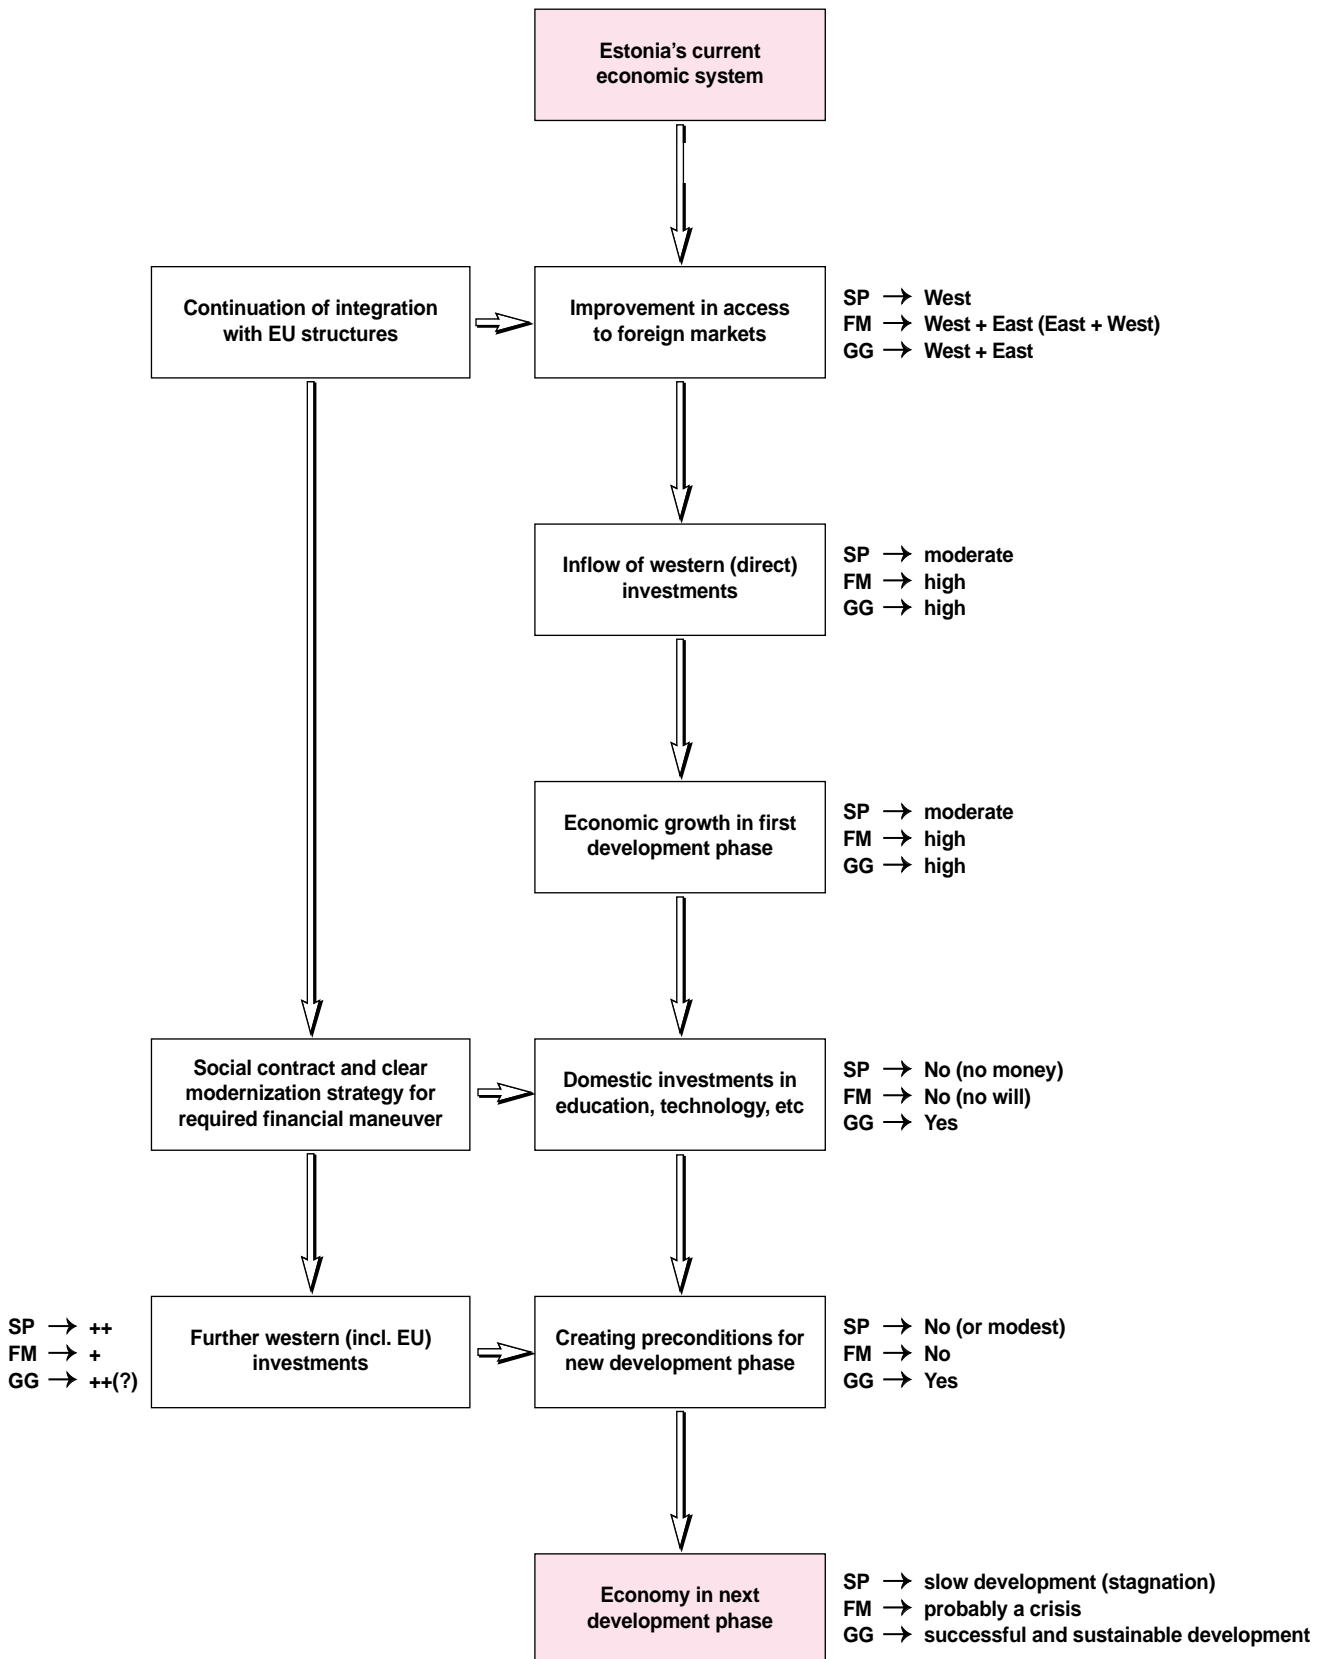 Estonia’s current
economic system
Continuation of integration
with EU structures
Improvement in access
to foreign markets
SP → West
FM → West + East (East + West)
GG → West + East
Inflow of western (direct)
investments
SP → moderate
FM → high
GG → high
Economic growth in first
development phase
SP → moderate
FM → high
GG → high
Social contract and clear
modernization strategy for
required financial maneuver
Domestic investments in
education, technology, etc
SP → No (no money)
FM → No (no will)
GG → Yes
SP → ++
FM → +
GG → ++(?)
Further western (incl. EU)
investments
Creating preconditions for
new development phase
SP → No (or modest)
FM → No
GG → Yes
Economy in next
development phase
SP → slow development (stagnation)
FM → probably a crisis
GG → successful and sustainable development